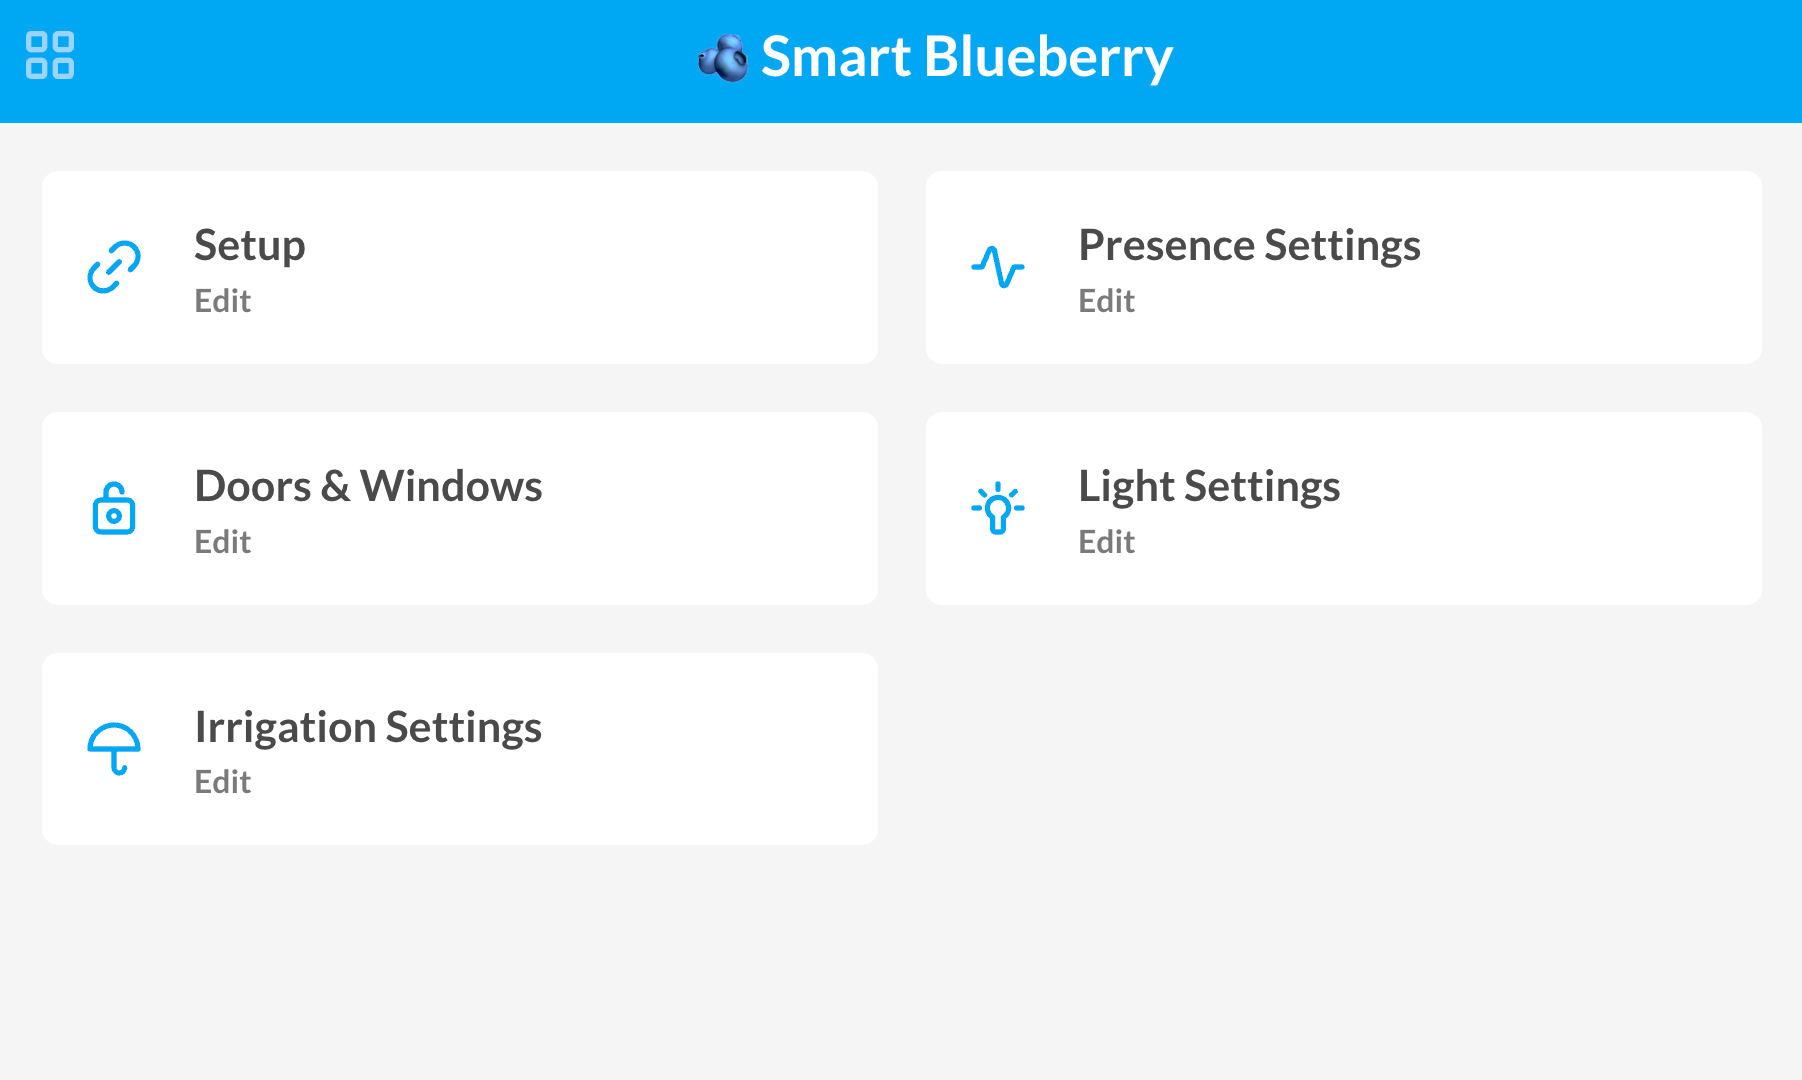 Smart Blueberry
Setup
Edit
Presence Settings
Edit
Doors & Windows
Edit
Light Settings
Edit
Irrigation Settings
Edit